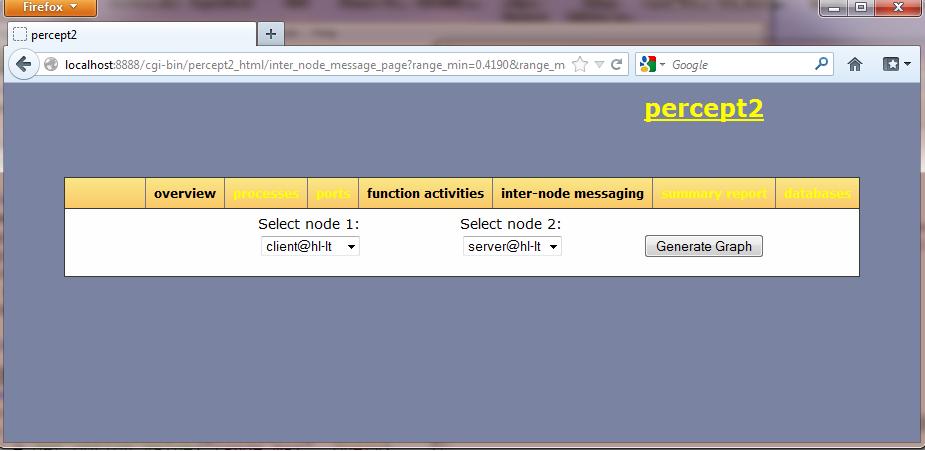 Firefox
percept2
localhost:8888/cgi-bin/percept2_html/inter_node_message_page?range_min=0.4190&range_m
Google
percept2
overview processes ports function activities inter-node messaging summary report databases
Select node 1: Select node 2:
client@hl-lt server@hl-lt Generate Graph